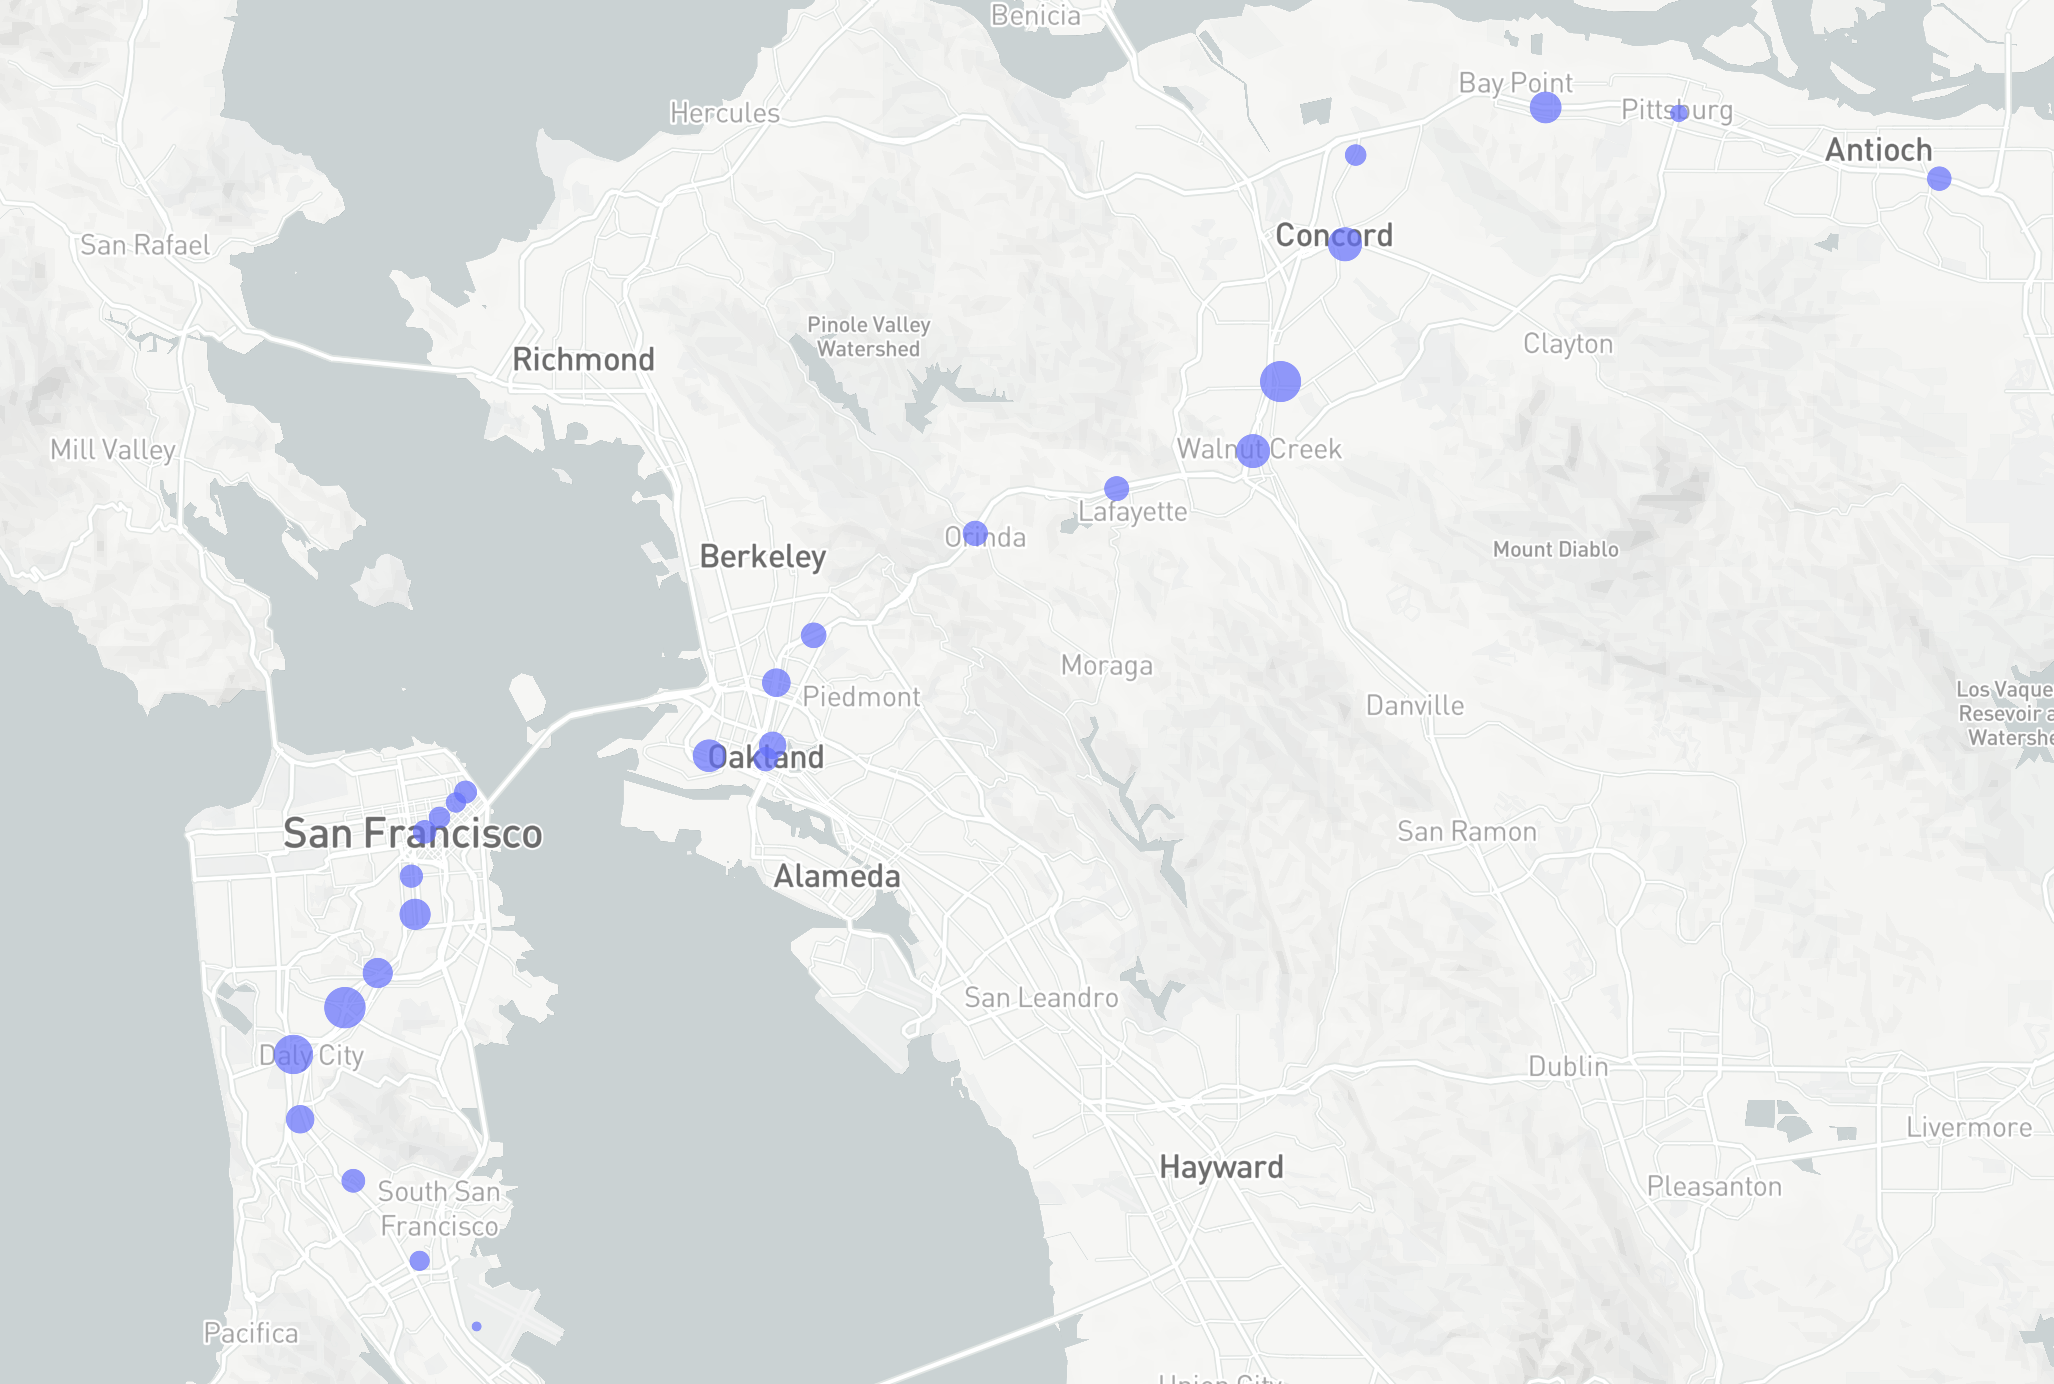 Benicia
Bay Point
Hercules
Pittsburg
Antioch
San Rafael
Concord
Pinole Valley
Watershed
Clayton
Richmond
Mill Valley
Walnut Creek
Lafayette
Orinda
Berkeley
Mount Diablo
Moraga
Piedmont
Danville
Los Vaque
Resevoir a
Watershe
Oakland
San Francisco
San Ramon
Alameda
San Leandro
Daly City
Dublin
Livermore
Hayward
South San
Francisco
Pleasanton
Pacifica
Union City